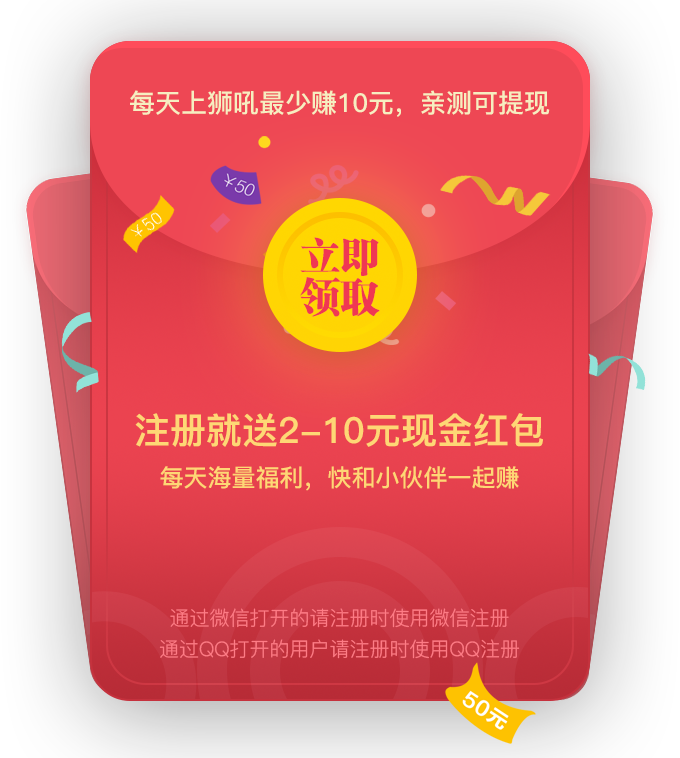 每天上狮吼最少赚10元，亲测可提现
￥50
￥50
立即
领取
注册就送2-10元现金红包
每天海量福利，快和小伙伴一起赚
通过微信打开的请注册时使用微信注册
通过QQ打开的用户请注册时使用QQ注册
50元